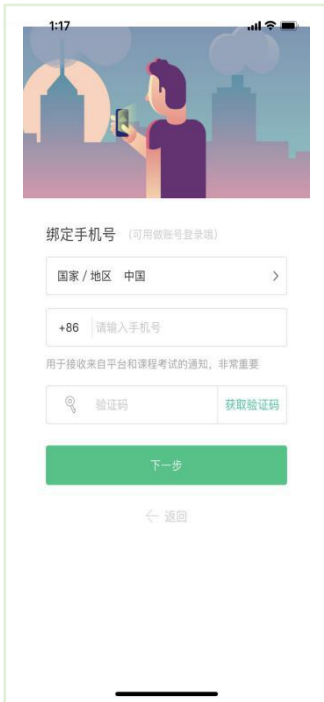 1:17
绑定手机号 (可用做账号登录端)
国家 / 地区 中国
+86 请输入手机号
用于接收来自平台和课程考试的通知，非常重要
验证码 获取验证码
下一步
← 返回